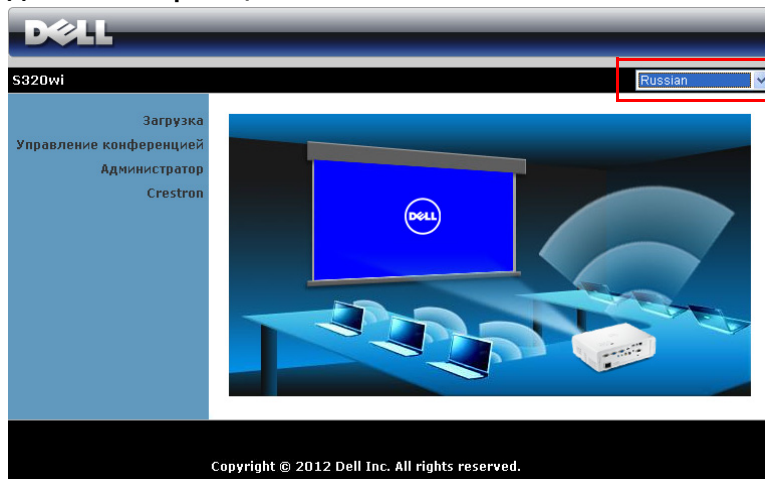 DELL
S320wi
Russian
Загрузка
Управление конференцией
Администратор
Crestron
DELL
Copyright © 2012 Dell Inc. All rights reserved.